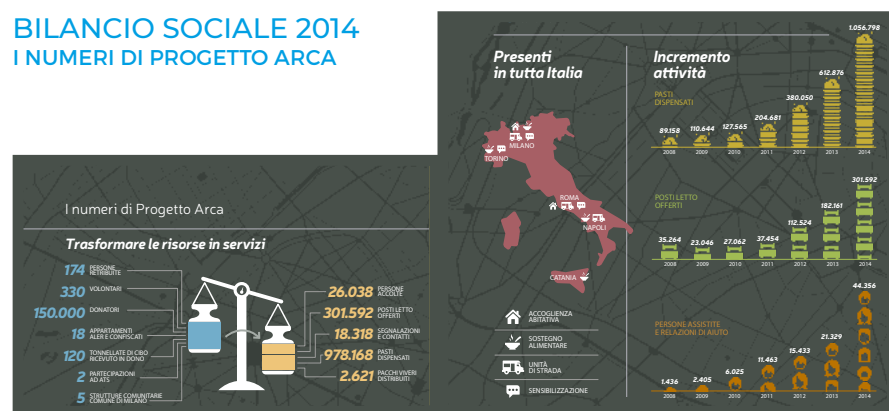 BILANCIO SOCIALE 2014
I NUMERI DI PROGETTO ARCA
I numeri di Progetto Arca
Trasformare le risorse in servizi
174 PERSONE
RETRIBUITE
330 VOLONTARI
150.000 DONATORI
18 APPARTAMENTI
ALER E CONFISCATI
120 TONNELLATE DI CIBO
RICEVUTO IN DONO
2 PARTECIPAZIONI
AD ATS
5 STRUTTURE COMUNITARIE
COMUNE DI MILANO
26.038 PERSONE
ACCOLTE
301.592 POSTI LETTO
OFFERTI
18.318 SEGNALAZIONI
E CONTATTI
978.168 PASTI
DISPENSATI
2.621 PACCHI VIVERI
DISTRIBUITI
Presenti
in tutta Italia
MILANO
TORINO
ROMA
NAPOLI
CATANIA
ACCOGLIENZA
ABITATIVA
SOSTEGNO
ALIMENTARE
UNITÀ
DI STRADA
SENSIBILIZZAZIONE
Incremento
attività
PASTI
DISPENSATI
89.158 110.644 127.565 204.681 380.050 612.876 1.056.798
2008 2009 2010 2011 2012 2013 2014
POSTI LETTO
OFFERTI
35.264 23.046 27.062 37.454 112.524 182.161 301.592
2008 2009 2010 2011 2012 2013 2014
PERSONE ASSISTITE
E RELAZIONI DI AIUTO
1.436 2.405 6.025 11.463 15.433 21.329 44.356
2008 2009 2010 2011 2012 2013 2014